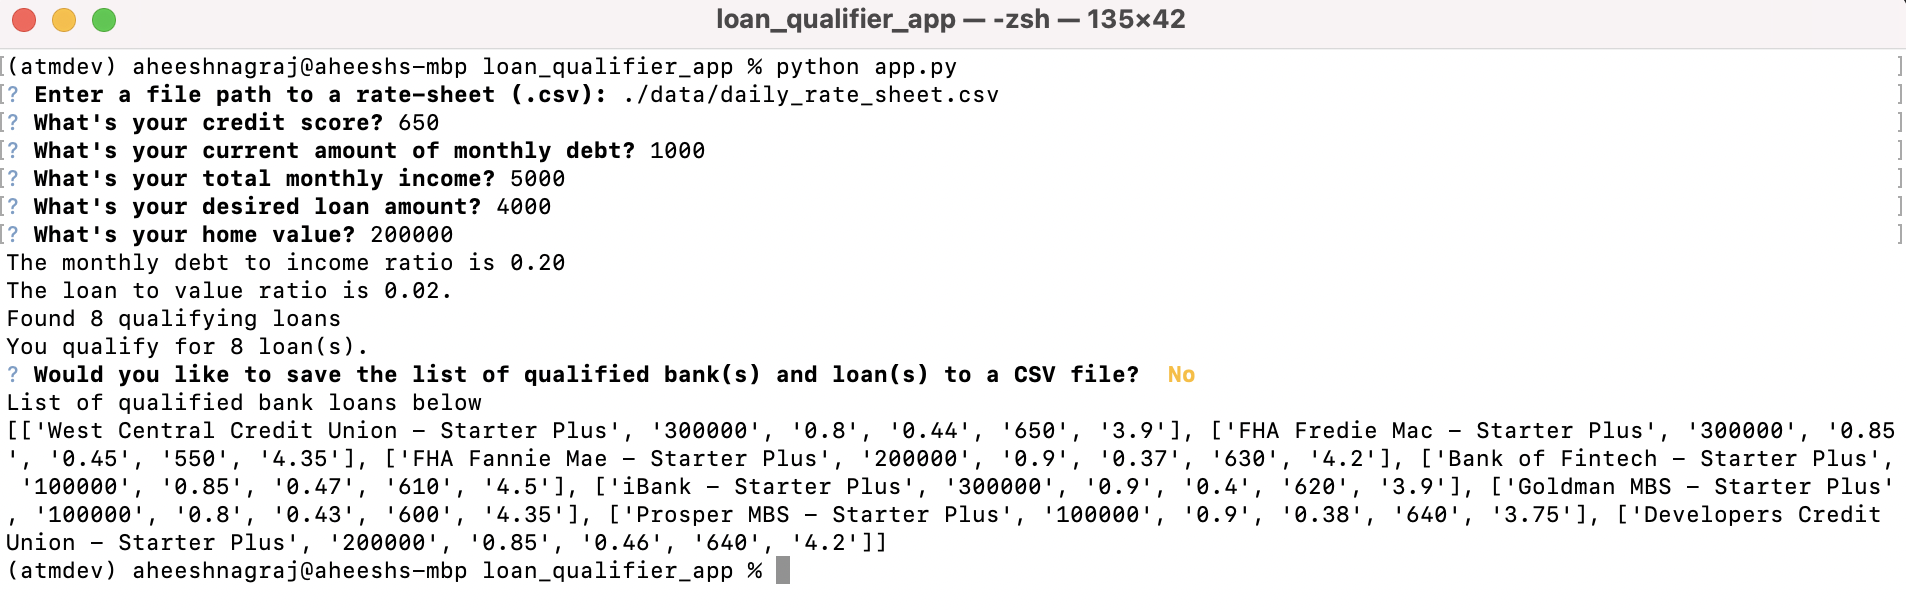 loan_qualifier_app — -zsh — 135×42
[(atmdev) aheeshnagraj@aheeshs-mbp loan_qualifier_app % python app.py ]
[? Enter a file path to a rate-sheet (.csv): ./data/daily_rate_sheet.csv ]
[? What's your credit score? 650 ]
[? What's your current amount of monthly debt? 1000 ]
[? What's your total monthly income? 5000 ]
[? What's your desired loan amount? 4000 ]
[? What's your home value? 200000 ]
The monthly debt to income ratio is 0.20
The loan to value ratio is 0.02.
Found 8 qualifying loans
You qualify for 8 loan(s).
? Would you like to save the list of qualified bank(s) and loan(s) to a CSV file?  No
List of qualified bank loans below
[['West Central Credit Union - Starter Plus', '300000', '0.8', '0.44', '650', '3.9'], ['FHA Fredie Mac - Starter Plus', '300000', '0.85
', '0.45', '550', '4.35'], ['FHA Fannie Mae - Starter Plus', '200000', '0.9', '0.37', '630', '4.2'], ['Bank of Fintech - Starter Plus',
 '100000', '0.85', '0.47', '610', '4.5'], ['iBank - Starter Plus', '300000', '0.9', '0.4', '620', '3.9'], ['Goldman MBS - Starter Plus'
, '100000', '0.8', '0.43', '600', '4.35'], ['Prosper MBS - Starter Plus', '100000', '0.9', '0.38', '640', '3.75'], ['Developers Credit
Union - Starter Plus', '200000', '0.85', '0.46', '640', '4.2']]
(atmdev) aheeshnagraj@aheeshs-mbp loan_qualifier_app %